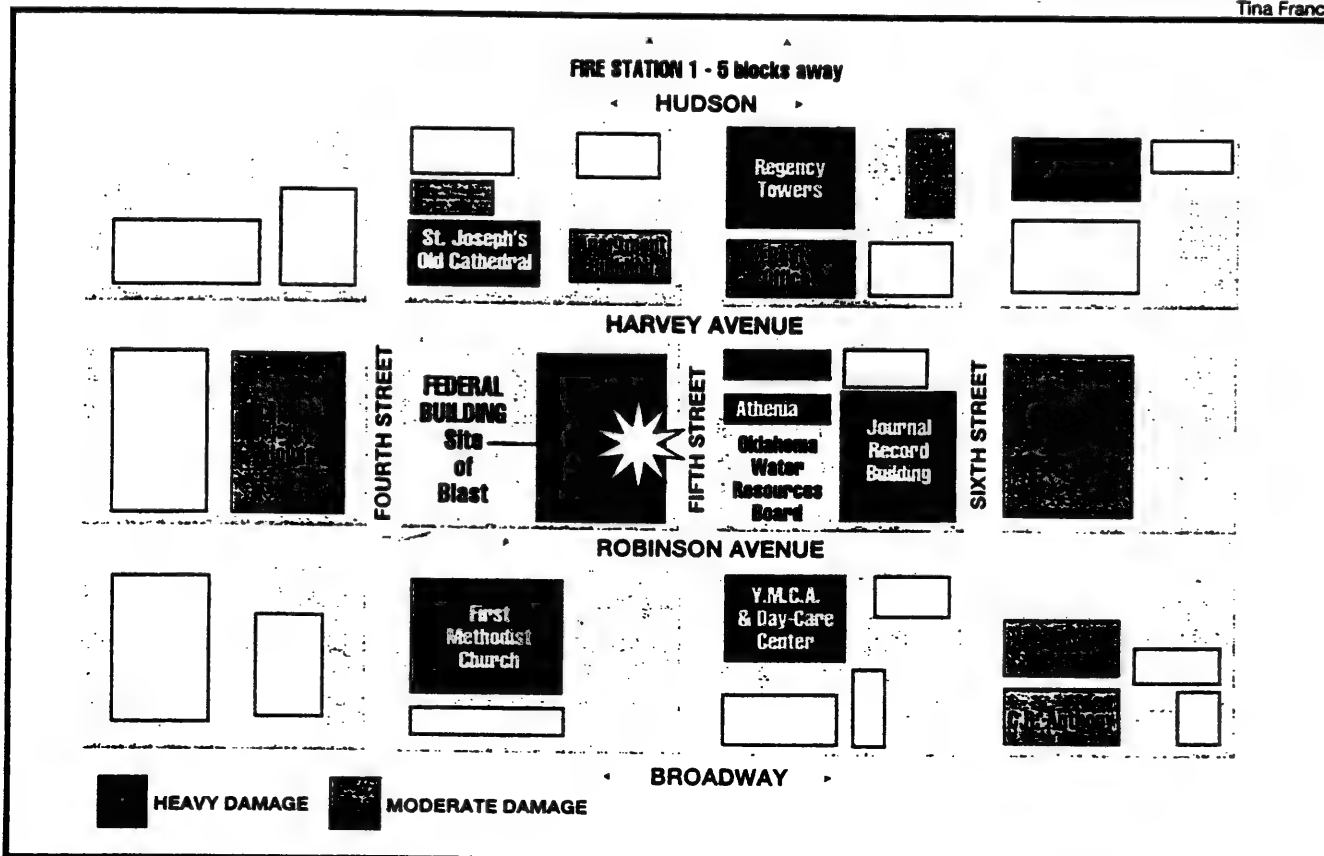 Tina Franc
FIRE STATION 1 - 5 blocks away
HUDSON
Regency
Towers
St. Joseph's
Old Cathedral
Apartment
HARVEY AVENUE
FOURTH STREET
FEDERAL
BUILDING
Site
of
Blast
FIFTH STREET
Athenia
Oklahoma
Water
Resources
Board
Journal
Record
Building
SIXTH STREET
ROBINSON AVENUE
First
Methodist
Church
Y.M.C.A.
& Day-Care
Center
C.R. Anthony
BROADWAY
HEAVY DAMAGE
MODERATE DAMAGE